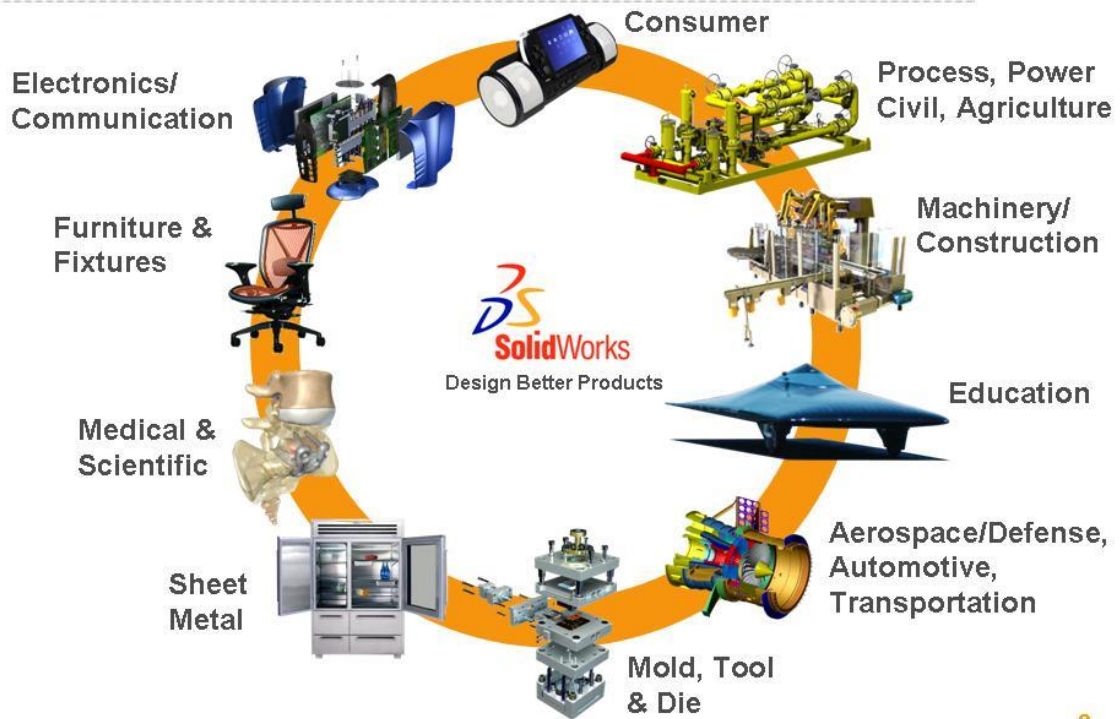 Consumer
Electronics/
Communication
Process, Power
Civil, Agriculture
Furniture &
Fixtures
Machinery/
Construction
SolidWorks
Design Better Products
Education
Medical &
Scientific
Aerospace/Defense,
Automotive,
Transportation
Sheet
Metal
Mold, Tool
& Die